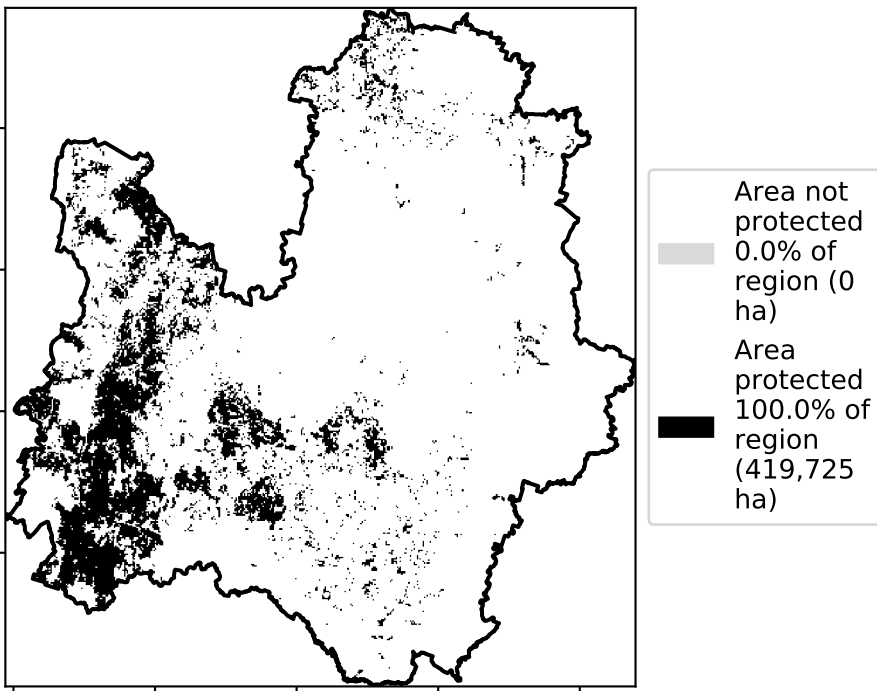 Area not
protected
0.0% of
region (0
ha)
Area
protected
100.0% of
region
(419,725
ha)